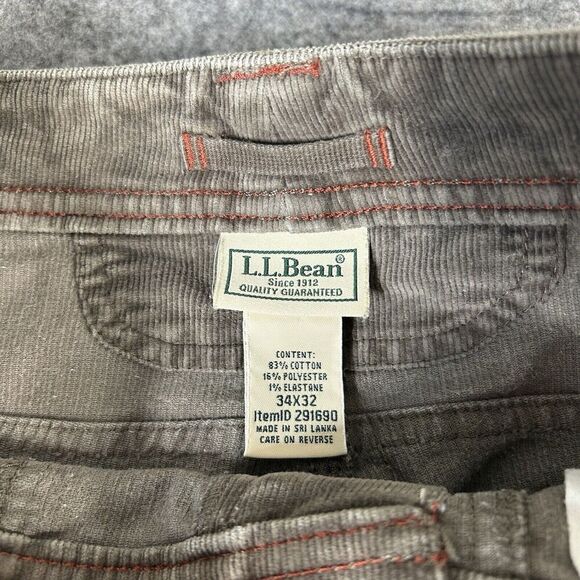 L.L.Bean®
Since 1912
QUALITY GUARANTEED
CONTENT:
83% COTTON
16% POLYESTER
1% ELASTANE
34X32
ItemID 291690
MADE IN SRI LANKA
CARE ON REVERSE